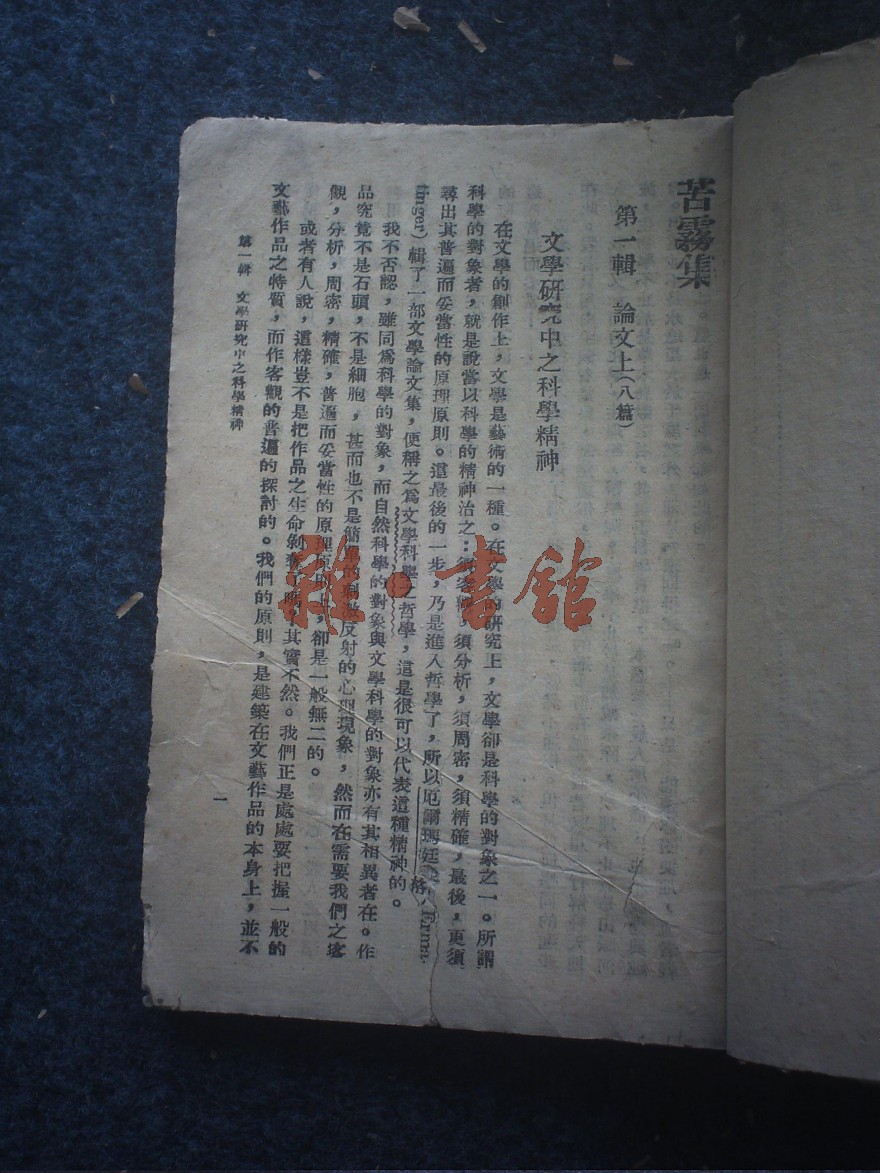 苦霧集
第一輯　論文上(八篇)
文學研究中之科學精神
在文學的創作上，文學是藝術的一種。在文學的研究上，文學卻是科學的對象之一。所謂
科學的對象者，就是說當以科學的精神治之：須客觀，須分析，須周密，須精確，最後，更須
尋出其普遍而妥當性的原理原則。這最後的一步，乃是進入哲學了，所以厄爾瑪廷格(Erma-
tinger）輯了一部文學論文集，便稱之爲文學科學之哲學，這是很可以代表這種精神的。
我不否認，雖同爲科學的對象，而自然科學的對象與文學科學的對象亦有其相異者在。作
品究竟不是石頭，不是細胞，甚而也不是簡單的刺激反射的心理現象，然而在需要我們之客
觀，分析，周密，精確，普遍而妥當性的原理原則上，卻是一般無二的。
或者有人說，這樣豈不是把作品之生命剝奪了嗎，其實不然。我們正是處處要把握一般的
文藝作品之特質，而作客觀的普遍的探討的。我們的原則，是建築在文藝作品的本身上，並不
第一輯　文學研究中之科學精神
一
雜·書館